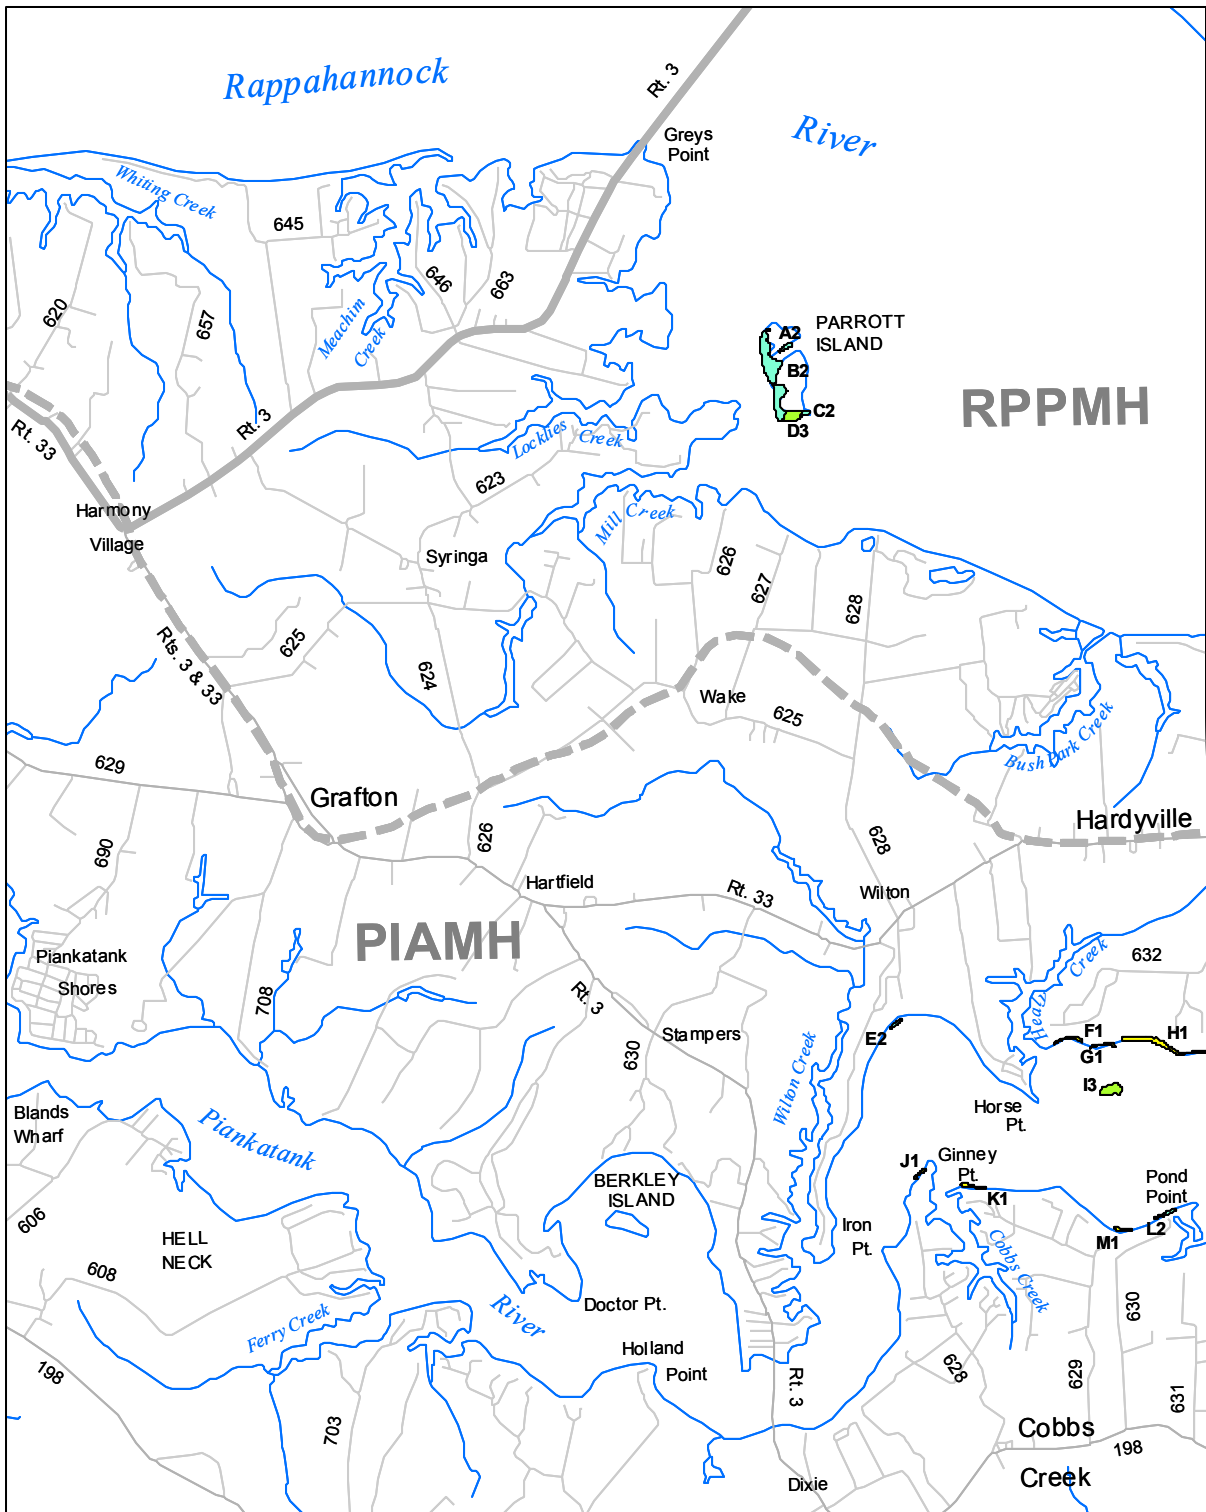 Rappahannock
Rt. 3
Greys
Point
River
Whiting Creek
645
646
663
620
657
Meachim
Creek
A2
PARROTT
ISLAND
B2
C2
D3
RPPMH
Rt. 33
Rt. 3
Locklies Creek
623
Harmony
Village
Mill Creek
Syringa
626
627
628
625
Rts. 3 & 33
624
Wake
625
Bush Park Creek
629
Grafton
Hardyville
690
626
628
Hartfield
Rt. 33
Wilton
PIAMH
Piankatank
Shores
708
Rt. 3
Stampers
630
Wilton Creek
E2
Healy Creek
632
F1
G1
H1
I3
Horse
Pt.
Blands
Wharf
Piankatank
BERKLEY
ISLAND
J1
Ginney
Pt.
K1
Pond
Point
L2
M1
606
HELL
NECK
608
Iron
Pt.
Cobbs Creek
Doctor Pt.
River
Ferry Creek
630
Holland
Point
198
Rt. 3
628
629
631
703
Cobbs
Creek
198
Dixie